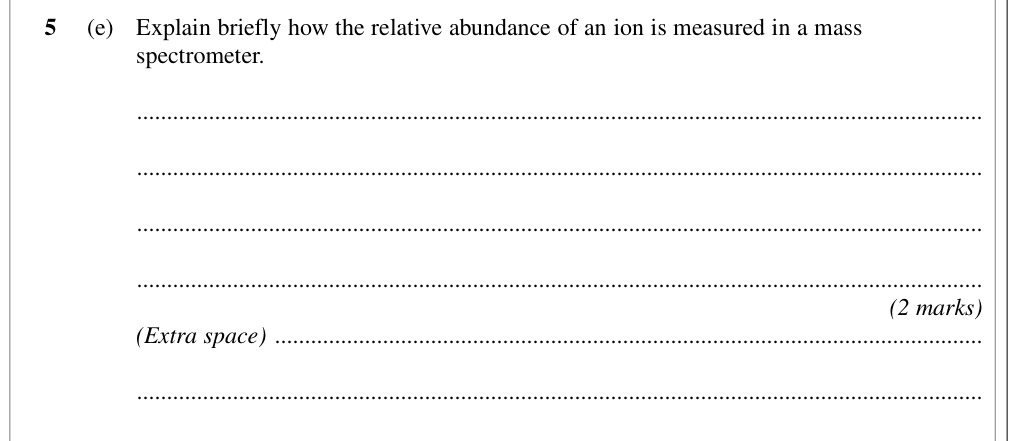 5 (e) Explain briefly how the relative abundance of an ion is measured in a mass
spectrometer.
....................................................................................................
....................................................................................................
....................................................................................................
....................................................................................................
(2 marks)
(Extra space) ....................................................................................
....................................................................................................